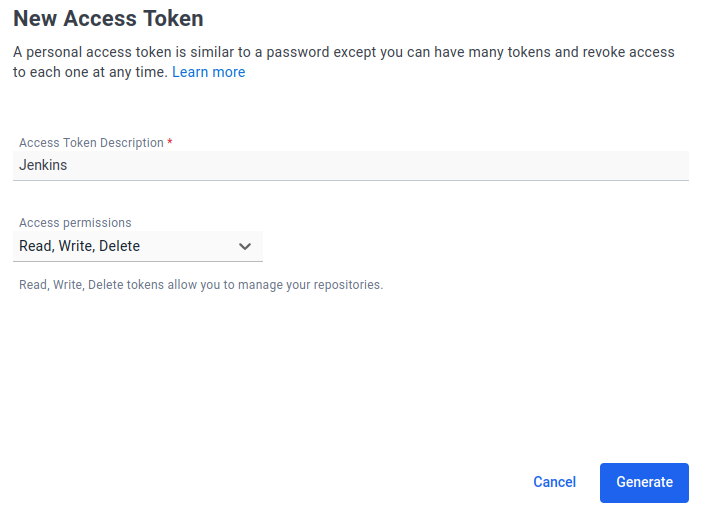 New Access Token
A personal access token is similar to a password except you can have many tokens and revoke access
to each one at any time. Learn more
Access Token Description *
Jenkins
Access permissions
Read, Write, Delete
Read, Write, Delete tokens allow you to manage your repositories.
Cancel Generate